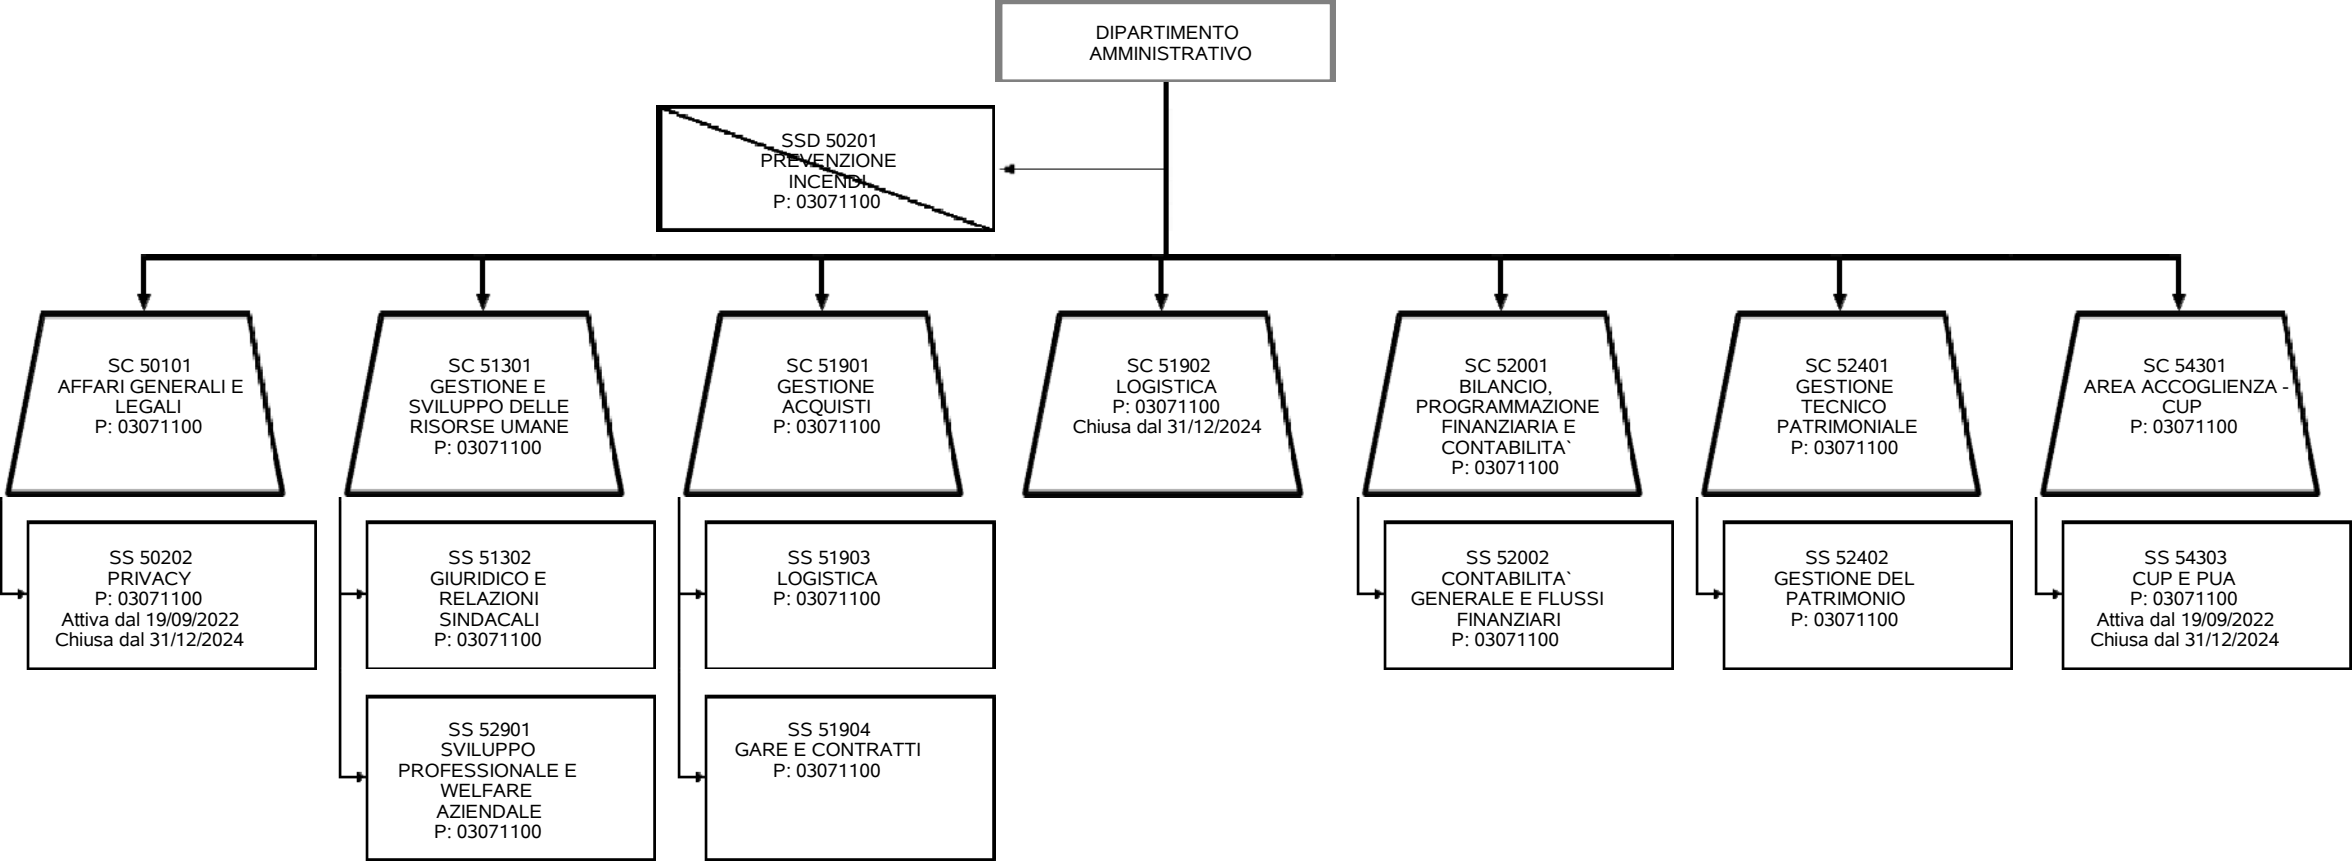 DIPARTIMENTO
AMMINISTRATIVO
SSD 50201
PREVENZIONE
INCENDI
P: 03071100
SC 50101
AFFARI GENERALI E
LEGALI
P: 03071100
SC 51301
GESTIONE E
SVILUPPO DELLE
RISORSE UMANE
P: 03071100
SC 51901
GESTIONE
ACQUISTI
P: 03071100
SC 51902
LOGISTICA
P: 03071100
Chiusa dal 31/12/2024
SC 52001
BILANCIO,
PROGRAMMAZIONE
FINANZIARIA E
CONTABILITA`
P: 03071100
SC 52401
GESTIONE
TECNICO
PATRIMONIALE
P: 03071100
SC 54301
AREA ACCOGLIENZA -
CUP
P: 03071100
SS 50202
PRIVACY
P: 03071100
Attiva dal 19/09/2022
Chiusa dal 31/12/2024
SS 51302
GIURIDICO E
RELAZIONI
SINDACALI
P: 03071100
SS 51903
LOGISTICA
P: 03071100
SS 52002
CONTABILITA`
GENERALE E FLUSSI
FINANZIARI
P: 03071100
SS 52402
GESTIONE DEL
PATRIMONIO
P: 03071100
SS 54303
CUP E PUA
P: 03071100
Attiva dal 19/09/2022
Chiusa dal 31/12/2024
SS 52901
SVILUPPO
PROFESSIONALE E
WELFARE
AZIENDALE
P: 03071100
SS 51904
GARE E CONTRATTI
P: 03071100